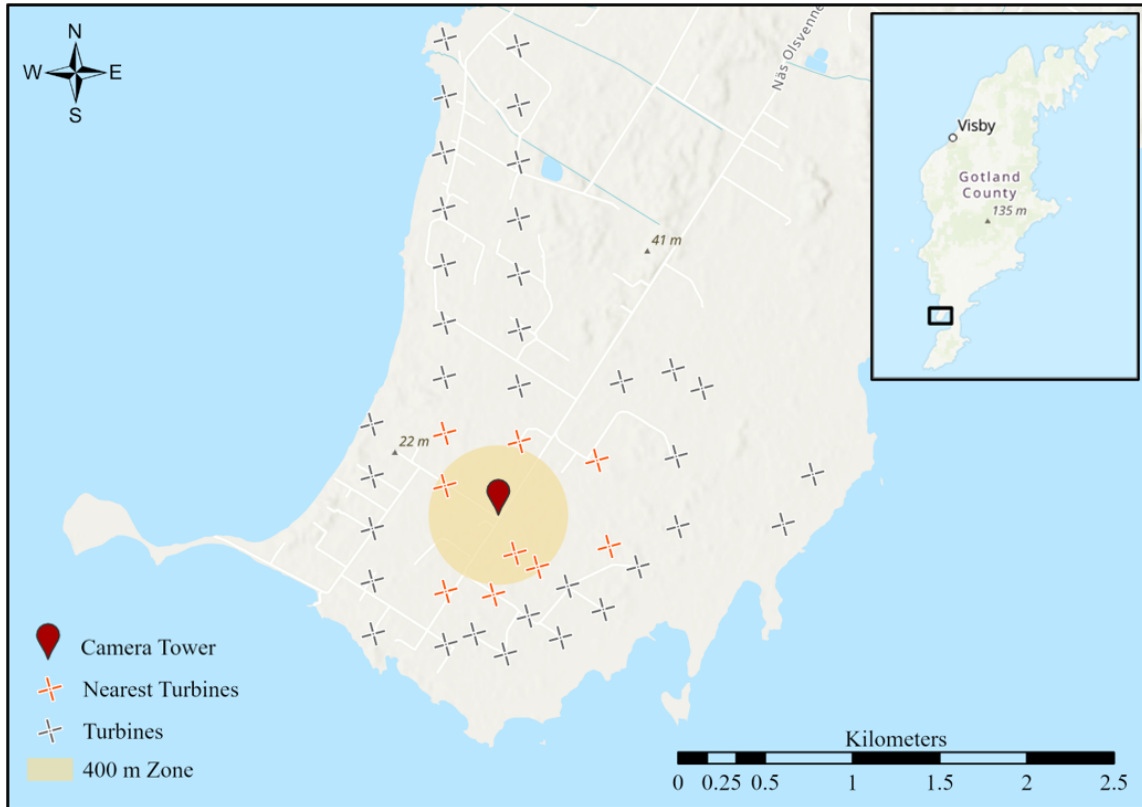 N
W E
S
Näs Olsvenne
Visby
Gotland
County
135 m
41 m
22 m
Camera Tower
Nearest Turbines
Turbines
400 m Zone
Kilometers
0 0.25 0.5 1 1.5 2 2.5